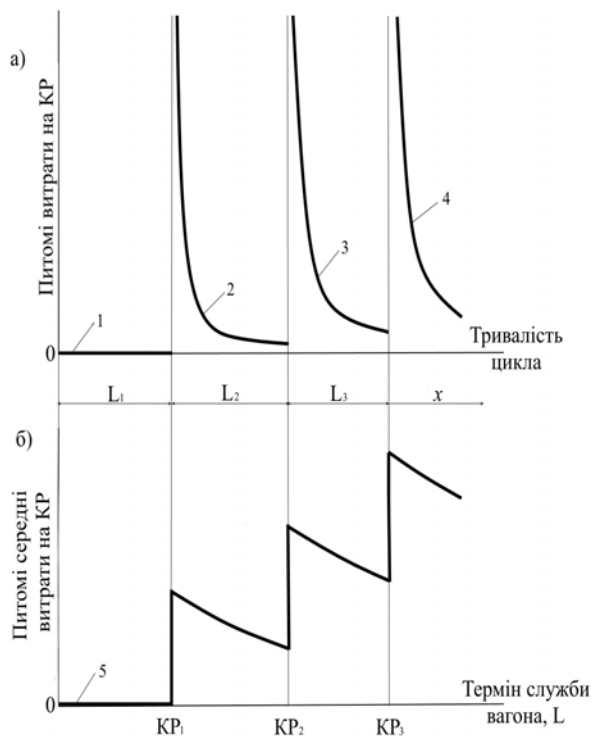 а)
Питомі витрати на КР
1
2
3
4
0
Тривалість
цикла
L₁
L₂
L₃
x
б)
Питомі середні
витрати на КР
5
0
Термін служби
вагона, L
КР₁
КР₂
КР₃